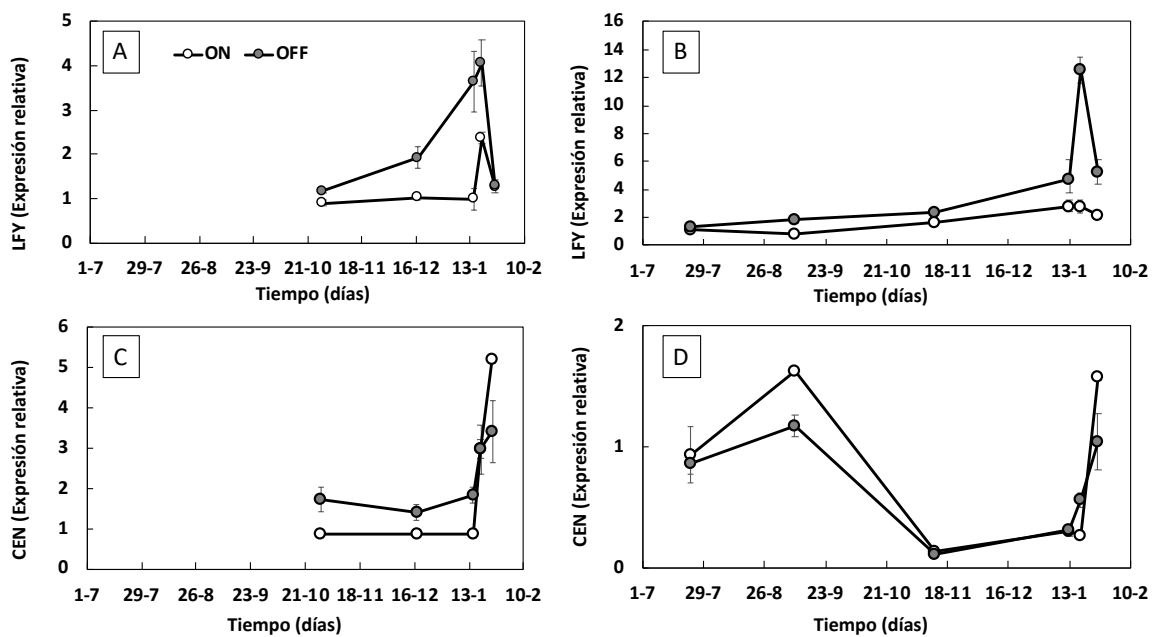 A
ON OFF
LFY (Expresión relativa)
5
4
3
2
1
0
1-7 29-7 26-8 23-9 21-10 18-11 16-12 13-1 10-2
Tiempo (días)
B
LFY (Expresión relativa)
16
14
12
10
8
6
4
2
0
1-7 29-7 26-8 23-9 21-10 18-11 16-12 13-1 10-2
Tiempo (días)
C
CEN (Expresión relativa)
6
5
4
3
2
1
0
1-7 29-7 26-8 23-9 21-10 18-11 16-12 13-1 10-2
Tiempo (días)
D
CEN (Expresión relativa)
2
1
0
1-7 29-7 26-8 23-9 21-10 18-11 16-12 13-1 10-2
Tiempo (días)